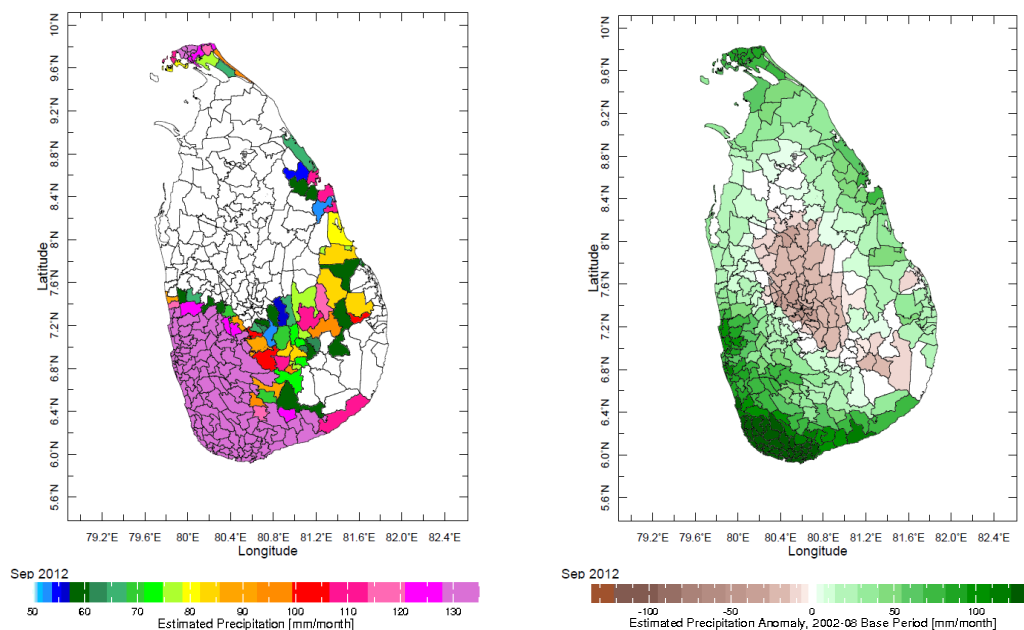 10°N
9.6°N
9.2°N
8.8°N
8.4°N
8°N
7.6°N
7.2°N
6.8°N
6.4°N
6.0°N
5.6°N
Latitude
79.2°E 79.6°E 80°E 80.4°E 80.8°E 81.2°E 81.6°E 82.0°E 82.4°E
Longitude
Sep 2012
50 60 70 80 90 100 110 120 130
Estimated Precipitation [mm/month]
10°N
9.6°N
9.2°N
8.8°N
8.4°N
8°N
7.6°N
7.2°N
6.8°N
6.4°N
6.0°N
5.6°N
Latitude
79.2°E 79.6°E 80°E 80.4°E 80.8°E 81.2°E 81.6°E 82.0°E 82.4°E
Longitude
Sep 2012
-100 -50 0 50 100
Estimated Precipitation Anomaly, 2002-08 Base Period [mm/month]